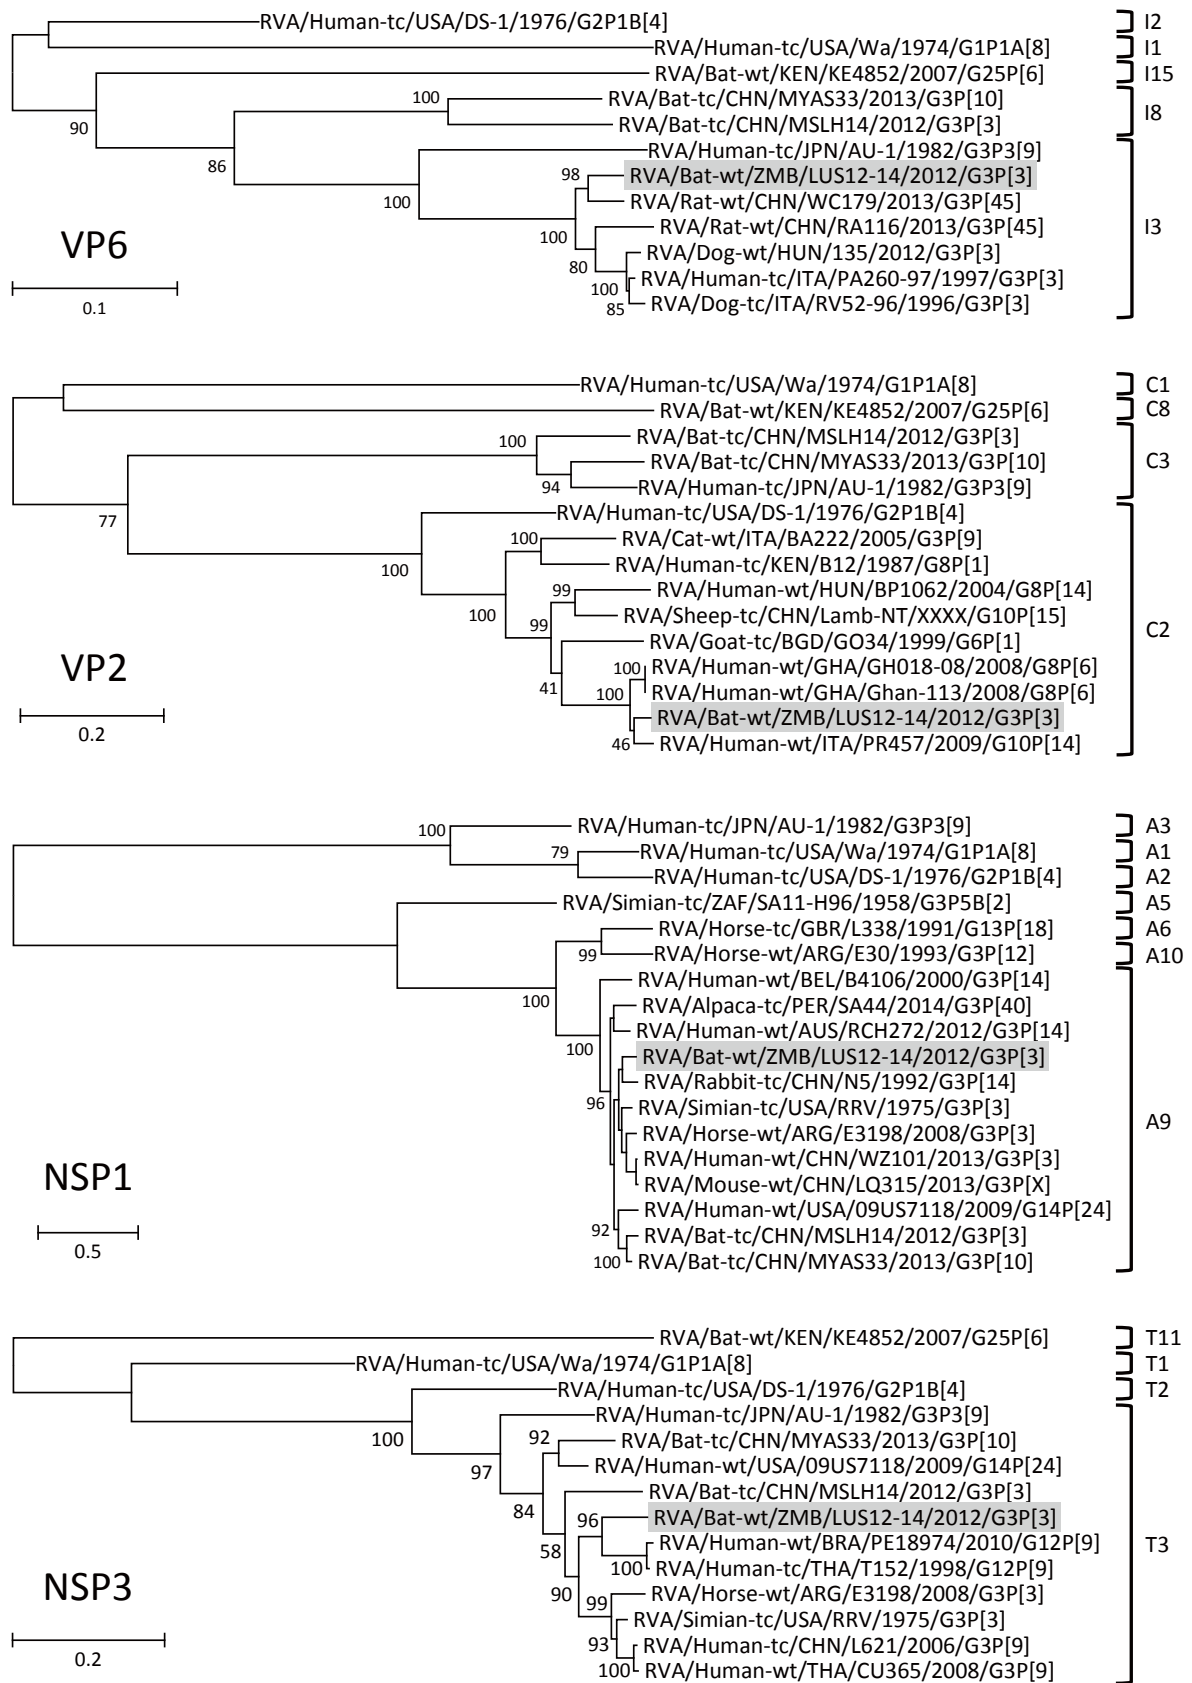 RVA/Human-tc/USA/DS-1/1976/G2P1B[4] I2
RVA/Human-tc/USA/Wa/1974/G1P1A[8] I1
RVA/Bat-wt/KEN/KE4852/2007/G25P[6] I15
100 RVA/Bat-tc/CHN/MYAS33/2013/G3P[10]
I8
RVA/Bat-tc/CHN/MSLH14/2012/G3P[3]
90
86
RVA/Human-tc/JPN/AU-1/1982/G3P3[9]
98 RVA/Bat-wt/ZMB/LUS12-14/2012/G3P[3]
100
RVA/Rat-wt/CHN/WC179/2013/G3P[45]
I3
100
RVA/Rat-wt/CHN/RA116/2013/G3P[45]
VP6
80
RVA/Dog-wt/HUN/135/2012/G3P[3]
100
RVA/Human-tc/ITA/PA260-97/1997/G3P[3]
85
RVA/Dog-tc/ITA/RV52-96/1996/G3P[3]
0.1
RVA/Human-tc/USA/Wa/1974/G1P1A[8] C1
RVA/Bat-wt/KEN/KE4852/2007/G25P[6] C8
100 RVA/Bat-tc/CHN/MSLH14/2012/G3P[3]
RVA/Bat-tc/CHN/MYAS33/2013/G3P[10] C3
94 RVA/Human-tc/JPN/AU-1/1982/G3P3[9]
77
RVA/Human-tc/USA/DS-1/1976/G2P1B[4]
100 RVA/Cat-wt/ITA/BA222/2005/G3P[9]
100
RVA/Human-tc/KEN/B12/1987/G8P[1]
99 RVA/Human-wt/HUN/BP1062/2004/G8P[14]
100
99
RVA/Sheep-tc/CHN/Lamb-NT/XXXX/G10P[15]
C2
RVA/Goat-tc/BGD/GO34/1999/G6P[1]
VP2
100 RVA/Human-wt/GHA/GH018-08/2008/G8P[6]
41
100
RVA/Human-wt/GHA/Ghan-113/2008/G8P[6]
RVA/Bat-wt/ZMB/LUS12-14/2012/G3P[3]
0.2
46 RVA/Human-wt/ITA/PR457/2009/G10P[14]
100 RVA/Human-tc/JPN/AU-1/1982/G3P3[9] A3
79 RVA/Human-tc/USA/Wa/1974/G1P1A[8] A1
RVA/Human-tc/USA/DS-1/1976/G2P1B[4] A2
RVA/Simian-tc/ZAF/SA11-H96/1958/G3P5B[2] A5
RVA/Horse-tc/GBR/L338/1991/G13P[18] A6
99 RVA/Horse-wt/ARG/E30/1993/G3P[12] A10
RVA/Human-wt/BEL/B4106/2000/G3P[14]
100
RVA/Alpaca-tc/PER/SA44/2014/G3P[40]
RVA/Human-wt/AUS/RCH272/2012/G3P[14]
100
RVA/Bat-wt/ZMB/LUS12-14/2012/G3P[3]
RVA/Rabbit-tc/CHN/N5/1992/G3P[14]
96
RVA/Simian-tc/USA/RRV/1975/G3P[3]
A9
RVA/Horse-wt/ARG/E3198/2008/G3P[3]
RVA/Human-wt/CHN/WZ101/2013/G3P[3]
NSP1
RVA/Mouse-wt/CHN/LQ315/2013/G3P[X]
RVA/Human-wt/USA/09US7118/2009/G14P[24]
92
RVA/Bat-tc/CHN/MSLH14/2012/G3P[3]
0.5
100 RVA/Bat-tc/CHN/MYAS33/2013/G3P[10]
RVA/Bat-wt/KEN/KE4852/2007/G25P[6] T11
RVA/Human-tc/USA/Wa/1974/G1P1A[8] T1
RVA/Human-tc/USA/DS-1/1976/G2P1B[4] T2
RVA/Human-tc/JPN/AU-1/1982/G3P3[9]
100
92 RVA/Bat-tc/CHN/MYAS33/2013/G3P[10]
97
RVA/Human-wt/USA/09US7118/2009/G14P[24]
RVA/Bat-tc/CHN/MSLH14/2012/G3P[3]
84
96 RVA/Bat-wt/ZMB/LUS12-14/2012/G3P[3]
RVA/Human-wt/BRA/PE18974/2010/G12P[9] T3
58
100 RVA/Human-tc/THA/T152/1998/G12P[9]
NSP3
90
99 RVA/Horse-wt/ARG/E3198/2008/G3P[3]
RVA/Simian-tc/USA/RRV/1975/G3P[3]
93 RVA/Human-tc/CHN/L621/2006/G3P[9]
0.2
100 RVA/Human-wt/THA/CU365/2008/G3P[9]